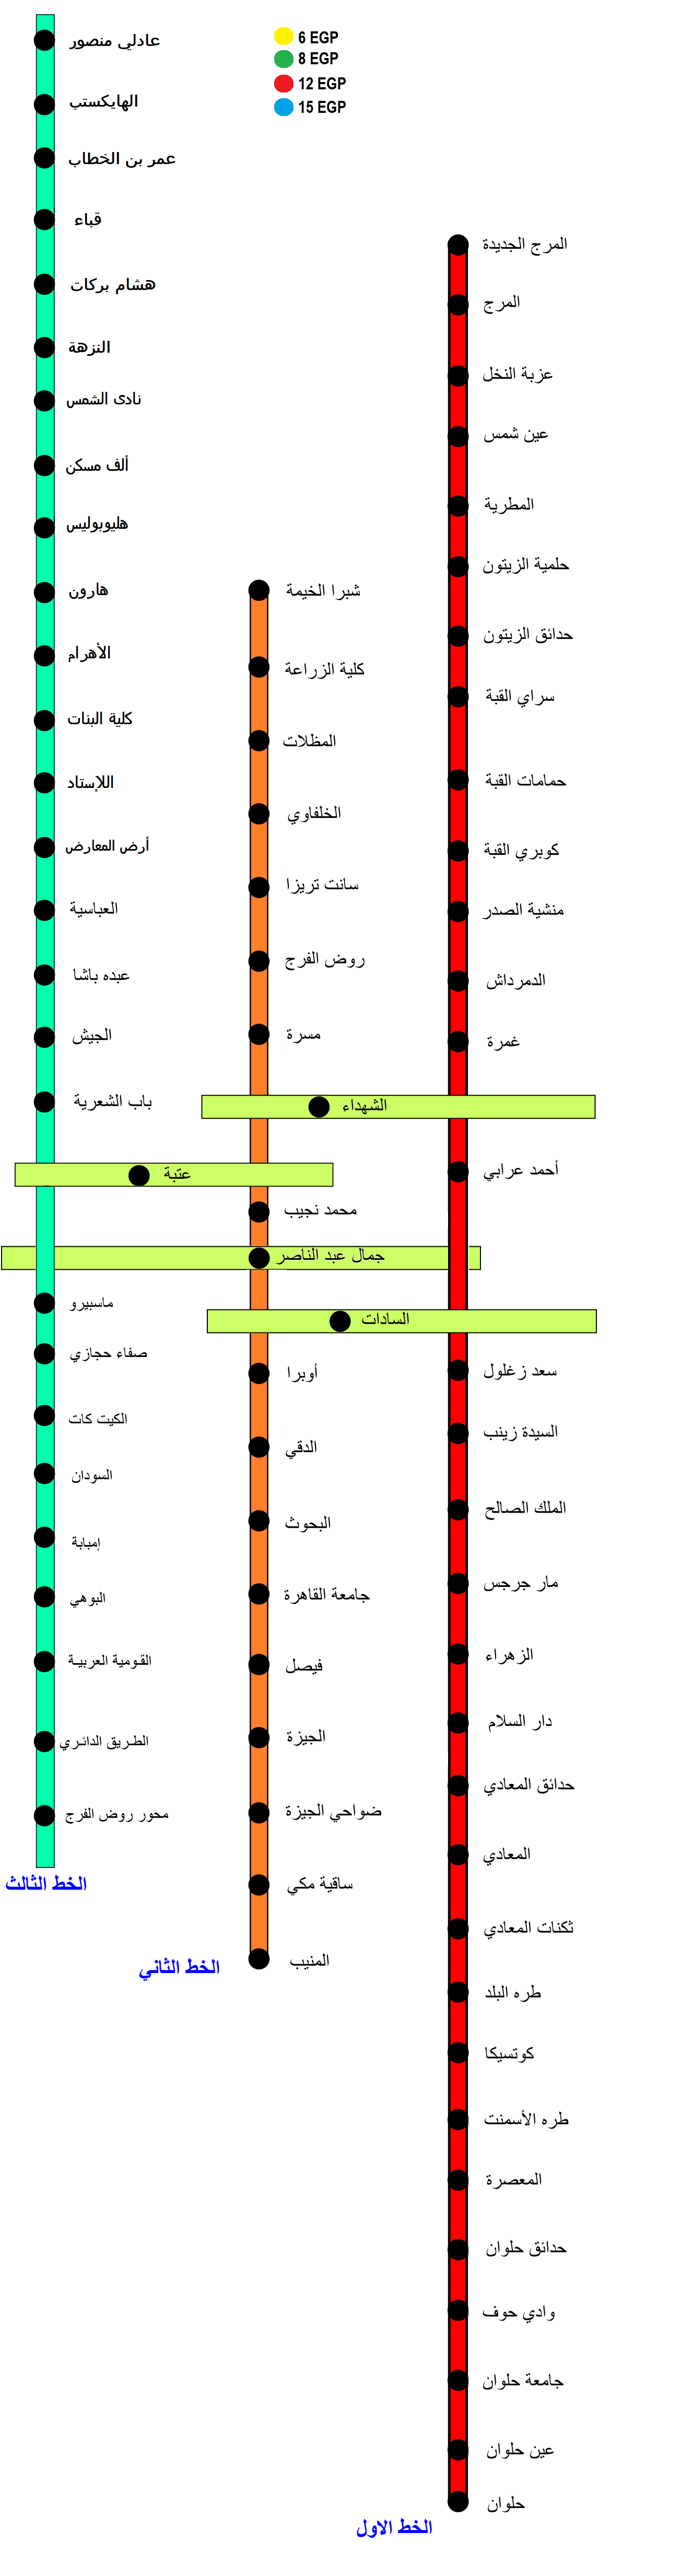 6 EGP
8 EGP
12 EGP
15 EGP
عادلي منصور
الهايكستب
عمر بن الخطاب
قباء
هشام بركات
النزهة
نادى الشمس
ألف مسكن
هليوبوليس
هارون
الأهرام
كلية البنات
اللإستاد
أرض المعارض
العباسية
عبده باشا
الجيش
باب الشعرية
عتبة
جمال عبد الناصر
ماسبيرو
صفاء حجازي
الكيت كات
السودان
إمبابة
البوهي
القومية العربية
الطريق الدائري
محور روض الفرج
الخط الثالث
شبرا الخيمة
كلية الزراعة
المظلات
الخلفاوي
سانت تريزا
روض الفرج
مسرة
الشهداء
محمد نجيب
السادات
أوبرا
الدقي
البحوث
جامعة القاهرة
فيصل
الجيزة
ضواحي الجيزة
ساقية مكي
المنيب
الخط الثاني
المرج الجديدة
المرج
عزبة النخل
عين شمس
المطرية
حلمية الزيتون
حدائق الزيتون
سراي القبة
حمامات القبة
كوبري القبة
منشية الصدر
الدمرداش
غمرة
أحمد عرابي
سعد زغلول
السيدة زينب
الملك الصالح
مار جرجس
الزهراء
دار السلام
حدائق المعادي
المعادي
ثكنات المعادي
طره البلد
كوتسيكا
طره الأسمنت
المعصرة
حدائق حلوان
وادي حوف
جامعة حلوان
عين حلوان
حلوان
الخط الاول